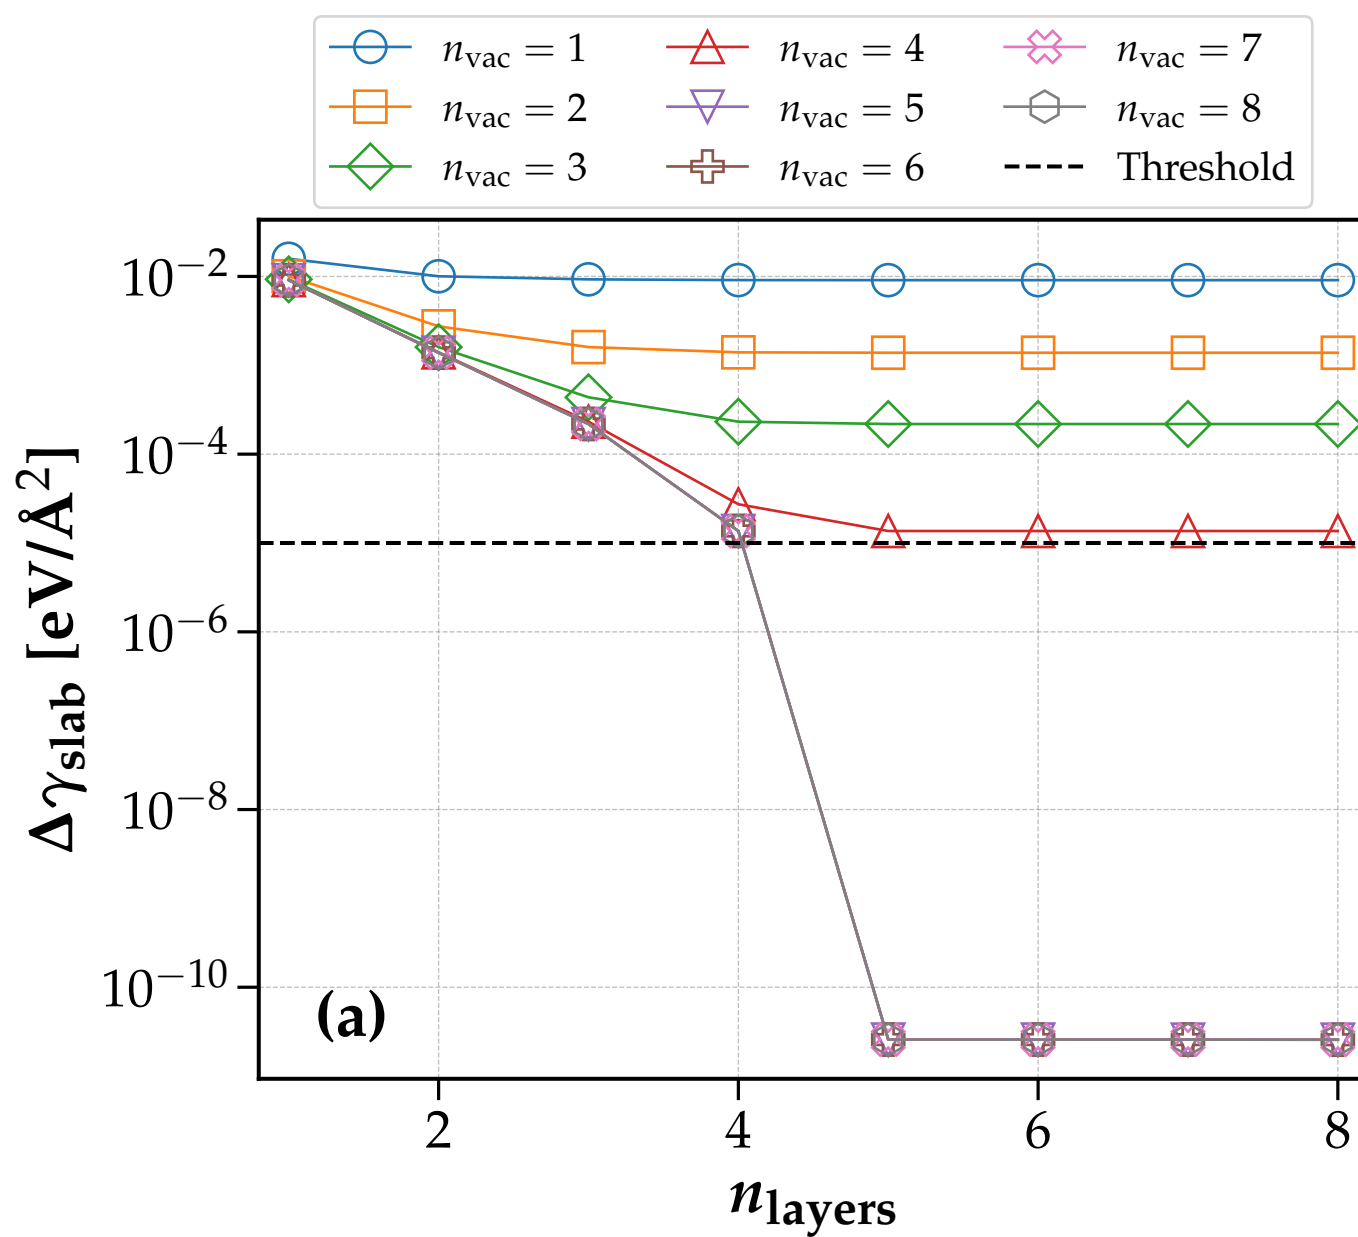 n_vac = 1 n_vac = 4 n_vac = 7
n_vac = 2 n_vac = 5 n_vac = 8
n_vac = 3 n_vac = 6 Threshold
10⁻²
10⁻⁴
10⁻⁶
10⁻⁸
10⁻¹⁰
Δγ_slab [eV/Å²]
(a)
2 4 6 8
n_layers